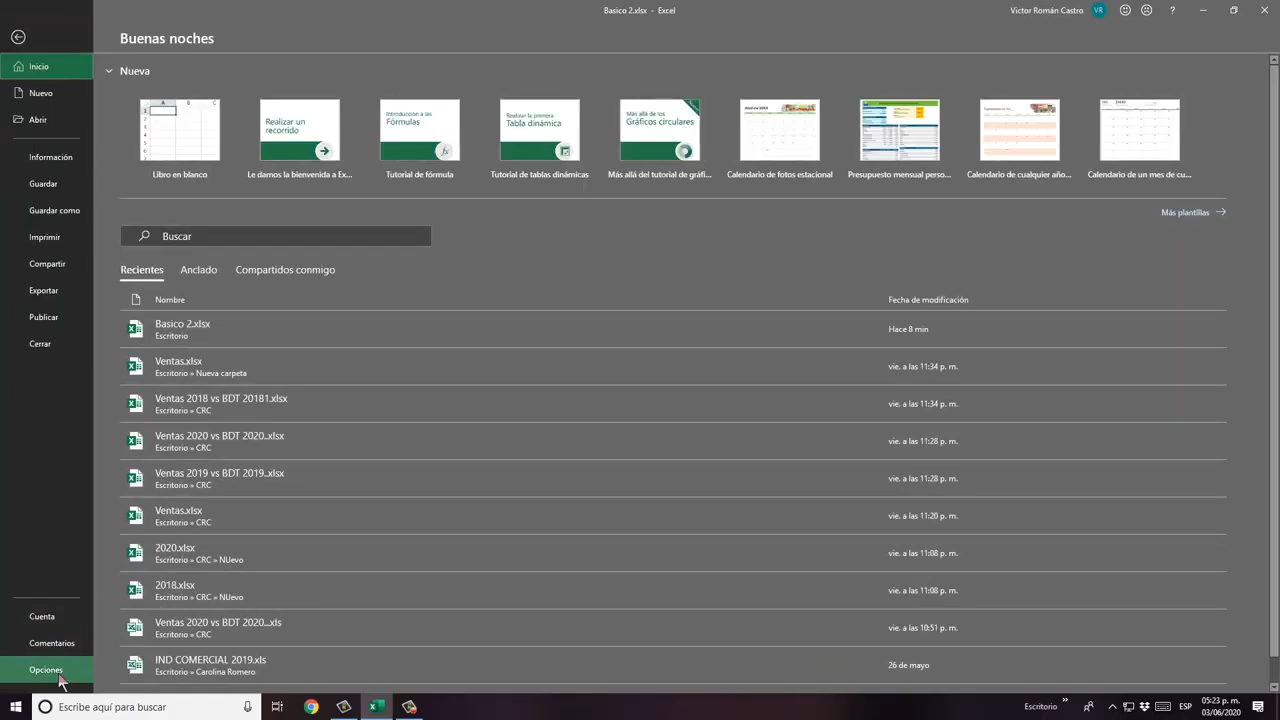 Basico 2.xlsx - Excel
Victor Román Castro VR
?
Buenas noches
Inicio
Nuevo
Abrir
Información
Guardar
Guardar como
Imprimir
Compartir
Exportar
Publicar
Cerrar
Cuenta
Comentarios
Opciones
Nueva
A B C
Realizar un
recorrido
Introducción a las
Fórmulas
fx
Realizar la primera
Tabla dinámica
Más allá de los
Gráficos circulares
Libro en blanco
Le damos la bienvenida a Ex...
Tutorial de fórmula
Tutorial de tablas dinámicas
Más allá del tutorial de gráfi...
Calendario de fotos estacional
Presupuesto mensual perso...
Calendario de cualquier año...
Calendario de un mes de cu...
Más plantillas
Buscar
Recientes Anclado Compartidos conmigo
Nombre Fecha de modificación
Basico 2.xlsx
Escritorio
Hace 8 min
Ventas.xlsx
Escritorio » Nueva carpeta
vie. a las 11:34 p. m.
Ventas 2018 vs BDT 20181.xlsx
Escritorio » CRC
vie. a las 11:34 p. m.
Ventas 2020 vs BDT 2020..xlsx
Escritorio » CRC
vie. a las 11:28 p. m.
Ventas 2019 vs BDT 2019..xlsx
Escritorio » CRC
vie. a las 11:28 p. m.
Ventas.xlsx
Escritorio » CRC
vie. a las 11:20 p. m.
2020.xlsx
Escritorio » CRC » NUevo
vie. a las 11:08 p. m.
2018.xlsx
Escritorio » CRC » NUevo
vie. a las 11:08 p. m.
Ventas 2020 vs BDT 2020...xls
Escritorio » CRC
vie. a las 10:51 p. m.
IND COMERCIAL 2019.xls
Escritorio » Carolina Romero
26 de mayo
Escribe aquí para buscar
Escritorio »
ESP
05:23 p. m.
03/06/2020